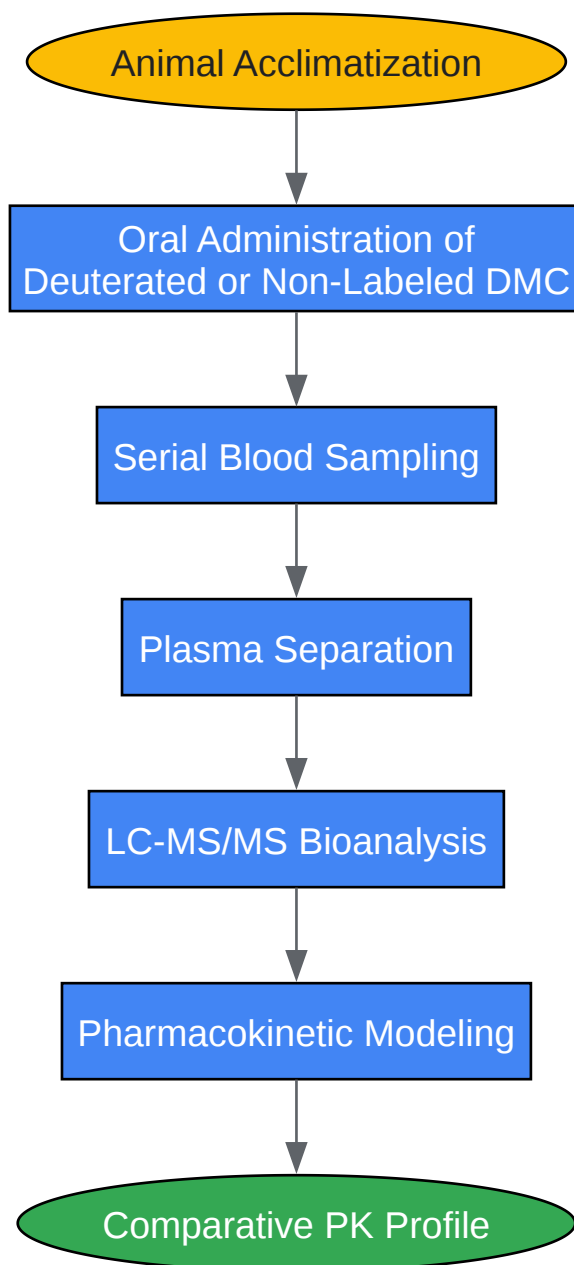 Animal Acclimatization
Oral Administration of
Deuterated or Non-Labeled DMC
Serial Blood Sampling
Plasma Separation
LC-MS/MS Bioanalysis
Pharmacokinetic Modeling
Comparative PK Profile